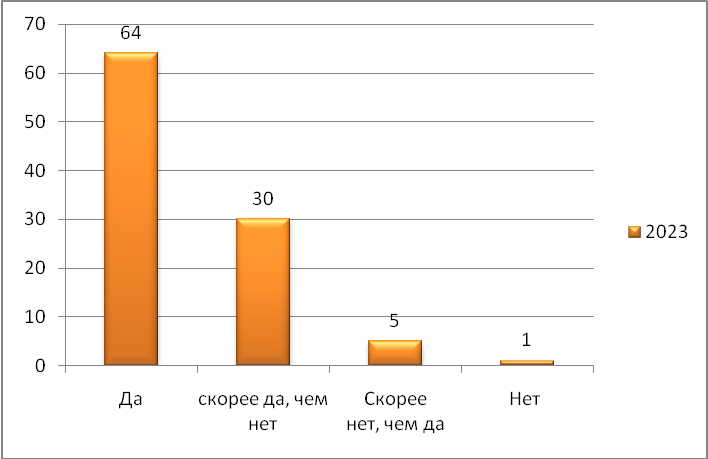 70
60
50
40
30
20
10
0
64
30
5
1
Да
скорее да, чем
нет
Скорее
нет, чем да
Нет
2023